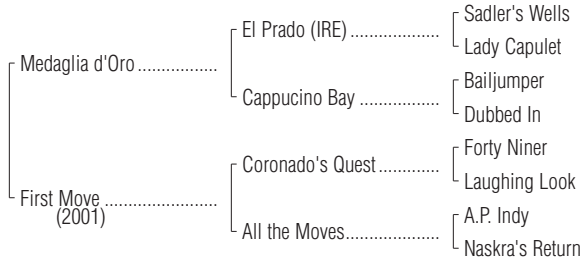 Sadler's Wells
El Prado (IRE) ....................
Lady Capulet
Medaglia d'Oro .................
Bailjumper
Cappucino Bay ..................
Dubbed In
Forty Niner
Coronado's Quest..............
Laughing Look
First Move ........................
(2001)
A.P. Indy
All the Moves.....................
Naskra's Return